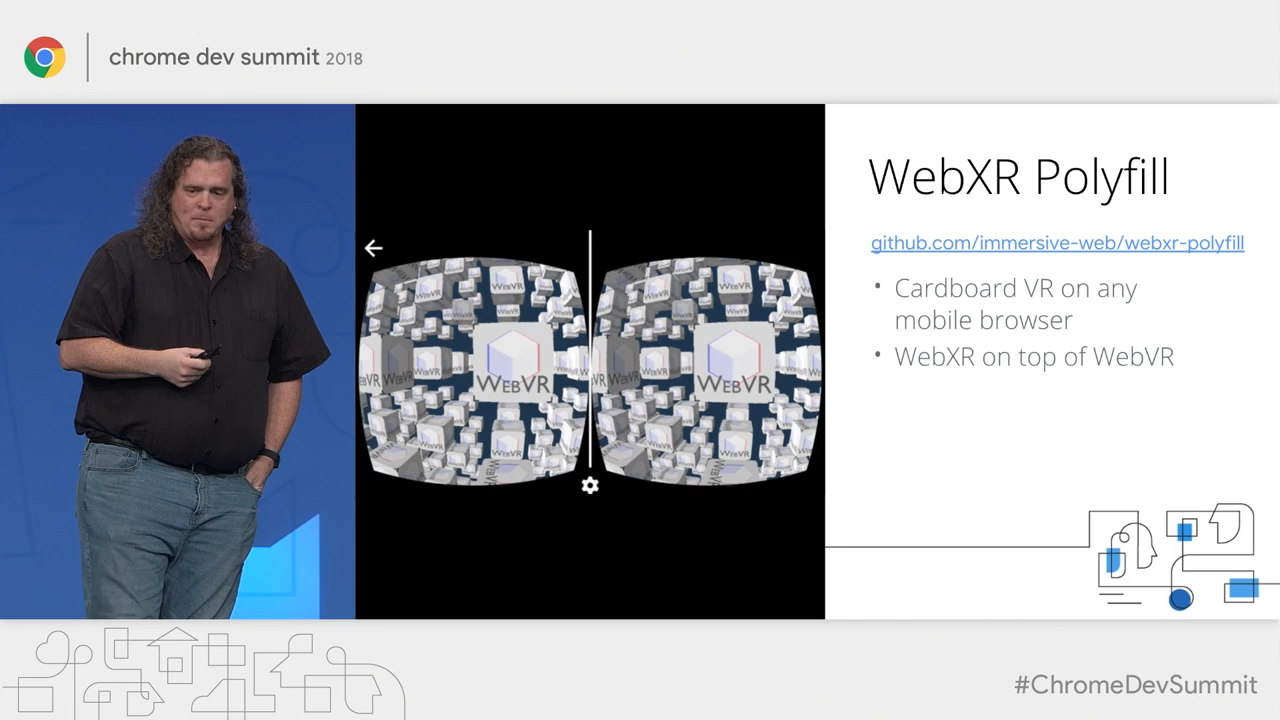 chrome dev summit 2018
WebXR Polyfill
github.com/immersive-web/webxr-polyfill
• Cardboard VR on any
mobile browser
• WebXR on top of WebVR
WEBVR
WEBVR
#ChromeDevSummit